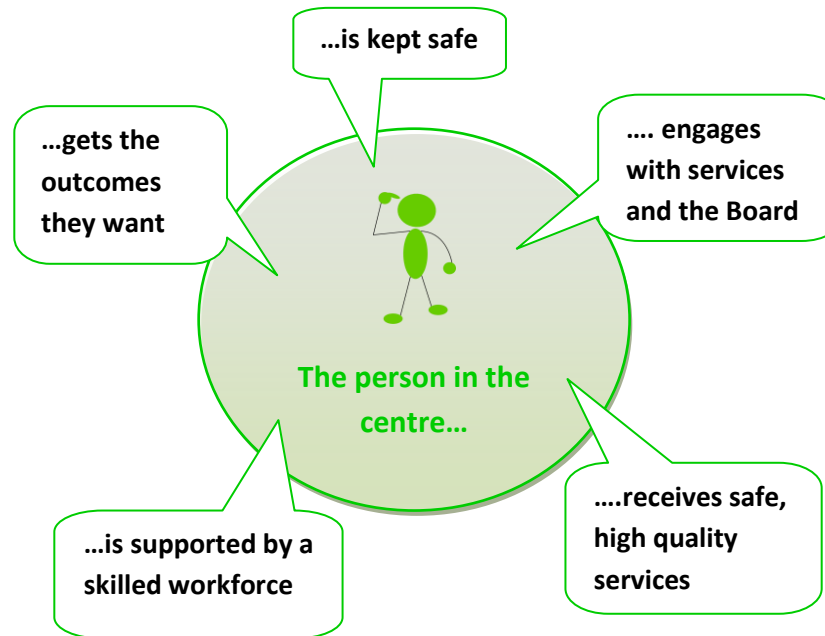 …is kept safe
…gets the
outcomes
they want
…. engages
with services
and the Board
The person in the
centre…
…is supported by a
skilled workforce
….receives safe,
high quality
services